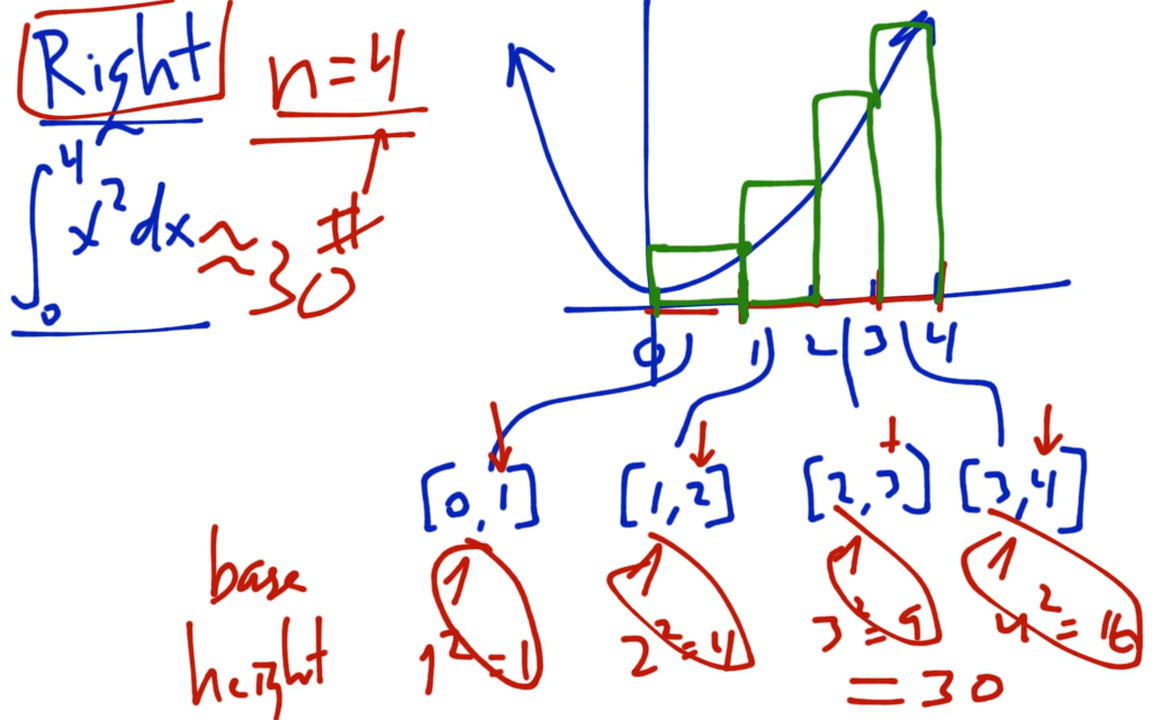 Right
n=4
∫₀⁴ x² dx ≈ 30
#
0 1 2 3 4
[0,1] [1,2] [2,3] [3,4]
base 1 1 1 1
height 1²=1 2²=4 3²=9 4²=16
=30